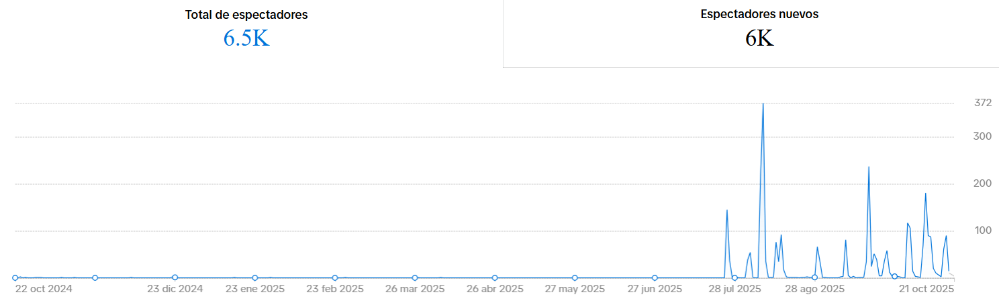 Total de espectadores
6.5K
Espectadores nuevos
6K
372
300
200
100
22 oct 2024 23 dic 2024 23 ene 2025 23 feb 2025 26 mar 2025 26 abr 2025 27 may 2025 27 jun 2025 28 jul 2025 28 ago 2025 21 oct 2025